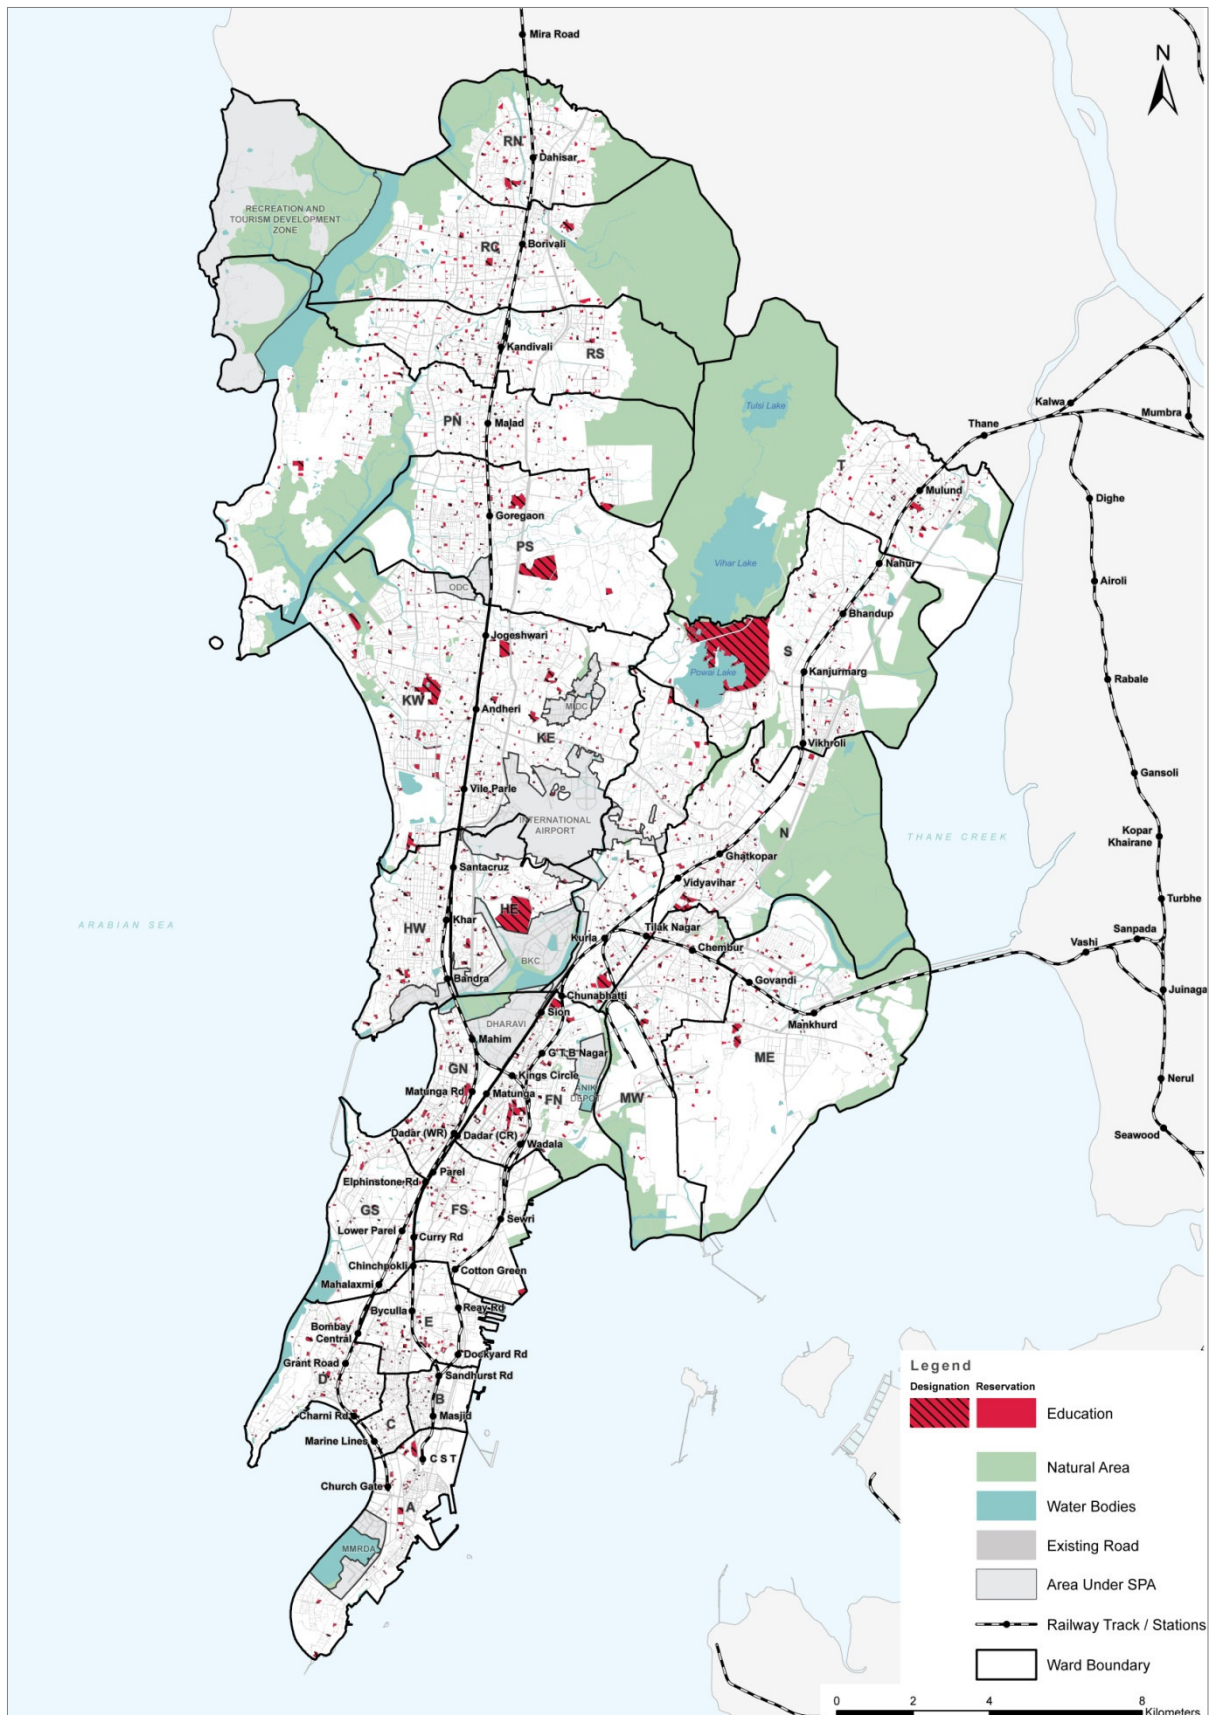 Mira Road
N
RN
Dahisar
RECREATION AND
TOURISM DEVELOPMENT
ZONE
RC
Borivali
Kandivali
RS
Tulsi Lake
Kalwa
Mumbra
PN
Malad
Thane
T
Mulund
Dighe
Goregaon
PS
Vihar Lake
Nahur
Airoli
ODC
Bhandup
Jogeshwari
S
Powai Lake
Kanjurmarg
Rabale
KW
Andheri
MIDC
KE
Vikhroli
Gansoli
Vile Parle
INTERNATIONAL
AIRPORT
N
THANE CREEK
Kopar
Khairane
L
Ghatkopar
Santacruz
Vidyavihar
Turbhe
HE
ARABIAN SEA
HW
Khar
Kurla
Tilak Nagar
Sanpada
Vashi
Chembur
BKC
Bandra
Govandi
Juinaga
Chunabhatti
Sion
DHARAVI
Mankhurd
Mahim
G T B Nagar
ME
GN
Kings Circle
Nerul
Matunga Rd
Matunga
ANIK
DEPOT
FN
MW
Dadar (WR)
Dadar (CR)
Wadala
Seawood
Parel
Elphinstone Rd
GS
FS
Sewri
Lower Parel
Curry Rd
Chinchpokli
Cotton Green
Mahalaxmi
Byculla
Reay Rd
E
Bombay
Central
Dockyard Rd
Grant Road
D
Sandhurst Rd
B
Charni Rd
Masjid
C
Marine Lines
C S T
Church Gate
A
MMRDA
Legend
Designation Reservation
Education
Natural Area
Water Bodies
Existing Road
Area Under SPA
Railway Track / Stations
Ward Boundary
0 2 4 8
Kilometers